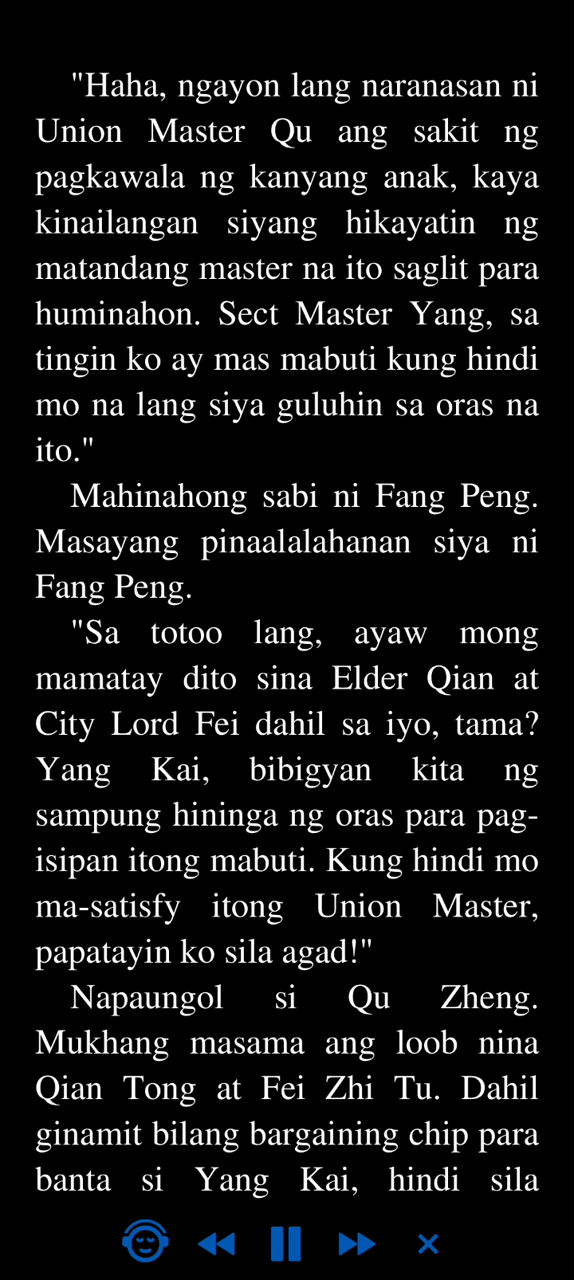 "Haha, ngayon lang naranasan ni
Union Master Qu ang sakit ng
pagkawala ng kanyang anak, kaya
kinailangan siyang hikayatin ng
matandang master na ito saglit para
huminahon. Sect Master Yang, sa
tingin ko ay mas mabuti kung hindi
mo na lang siya guluhin sa oras na
ito."
Mahinahong sabi ni Fang Peng.
Masayang pinaalalahanan siya ni
Fang Peng.
"Sa totoo lang, ayaw mong
mamatay dito sina Elder Qian at
City Lord Fei dahil sa iyo, tama?
Yang Kai, bibigyan kita ng
sampung hininga ng oras para pag-
isipan itong mabuti. Kung hindi mo
ma-satisfy itong Union Master,
papatayin ko sila agad!"
Napaungol si Qu Zheng.
Mukhang masama ang loob nina
Qian Tong at Fei Zhi Tu. Dahil
ginamit bilang bargaining chip para
banta si Yang Kai, hindi sila